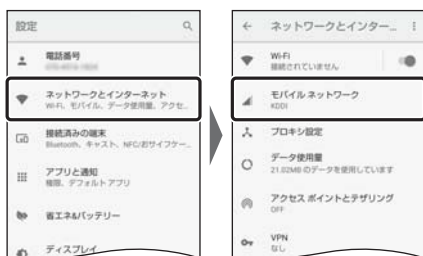 設定
電話番号
ネットワークとインターネット
Wi-Fi、モバイル、データ使用量、アクセ...
接続済みの端末
Bluetooth、キャスト、NFC/おサイフケー...
アプリと通知
権限、デフォルト アプリ
省エネ&バッテリー
ディスプレイ
ネットワークとインター...
Wi-Fi
接続されていません
モバイル ネットワーク
KDDI
プロキシ設定
データ使用量
21.02MB のデータを使用しています
アクセス ポイントとテザリング
OFF
VPN
なし